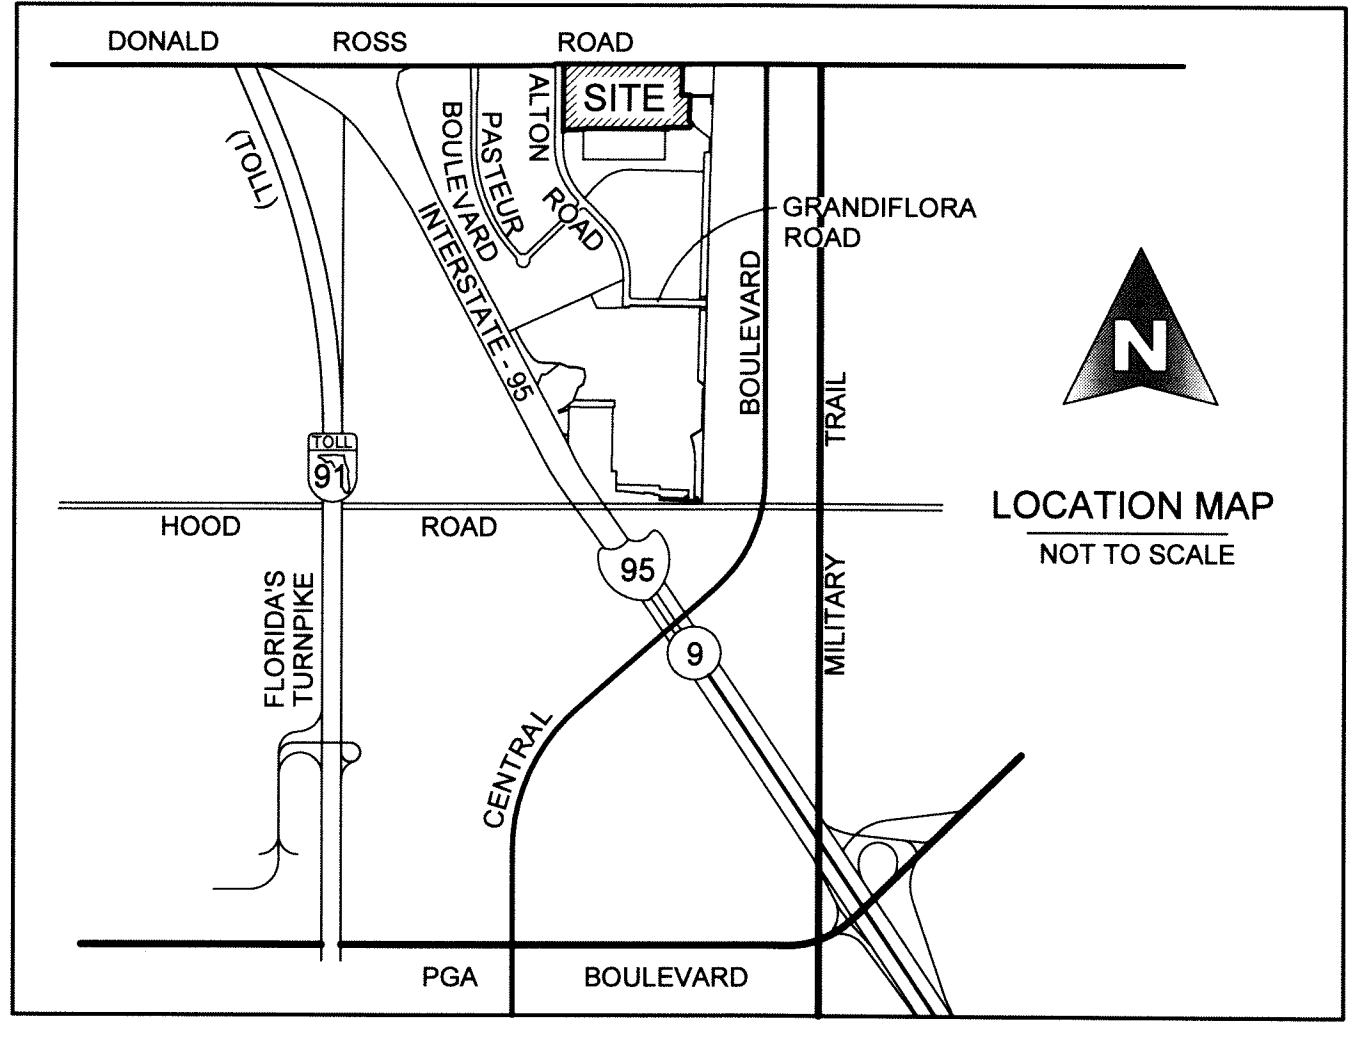 DONALD ROSS ROAD
SITE
(TOLL)
ALTON
ROAD
PASTEUR
BOULEVARD
INTERSTATE - 95
GRANDIFLORA
ROAD
BOULEVARD
TRAIL
N
TOLL
91
LOCATION MAP
NOT TO SCALE
HOOD ROAD
95
9
MILITARY
FLORIDA'S
TURNPIKE
CENTRAL
PGA BOULEVARD